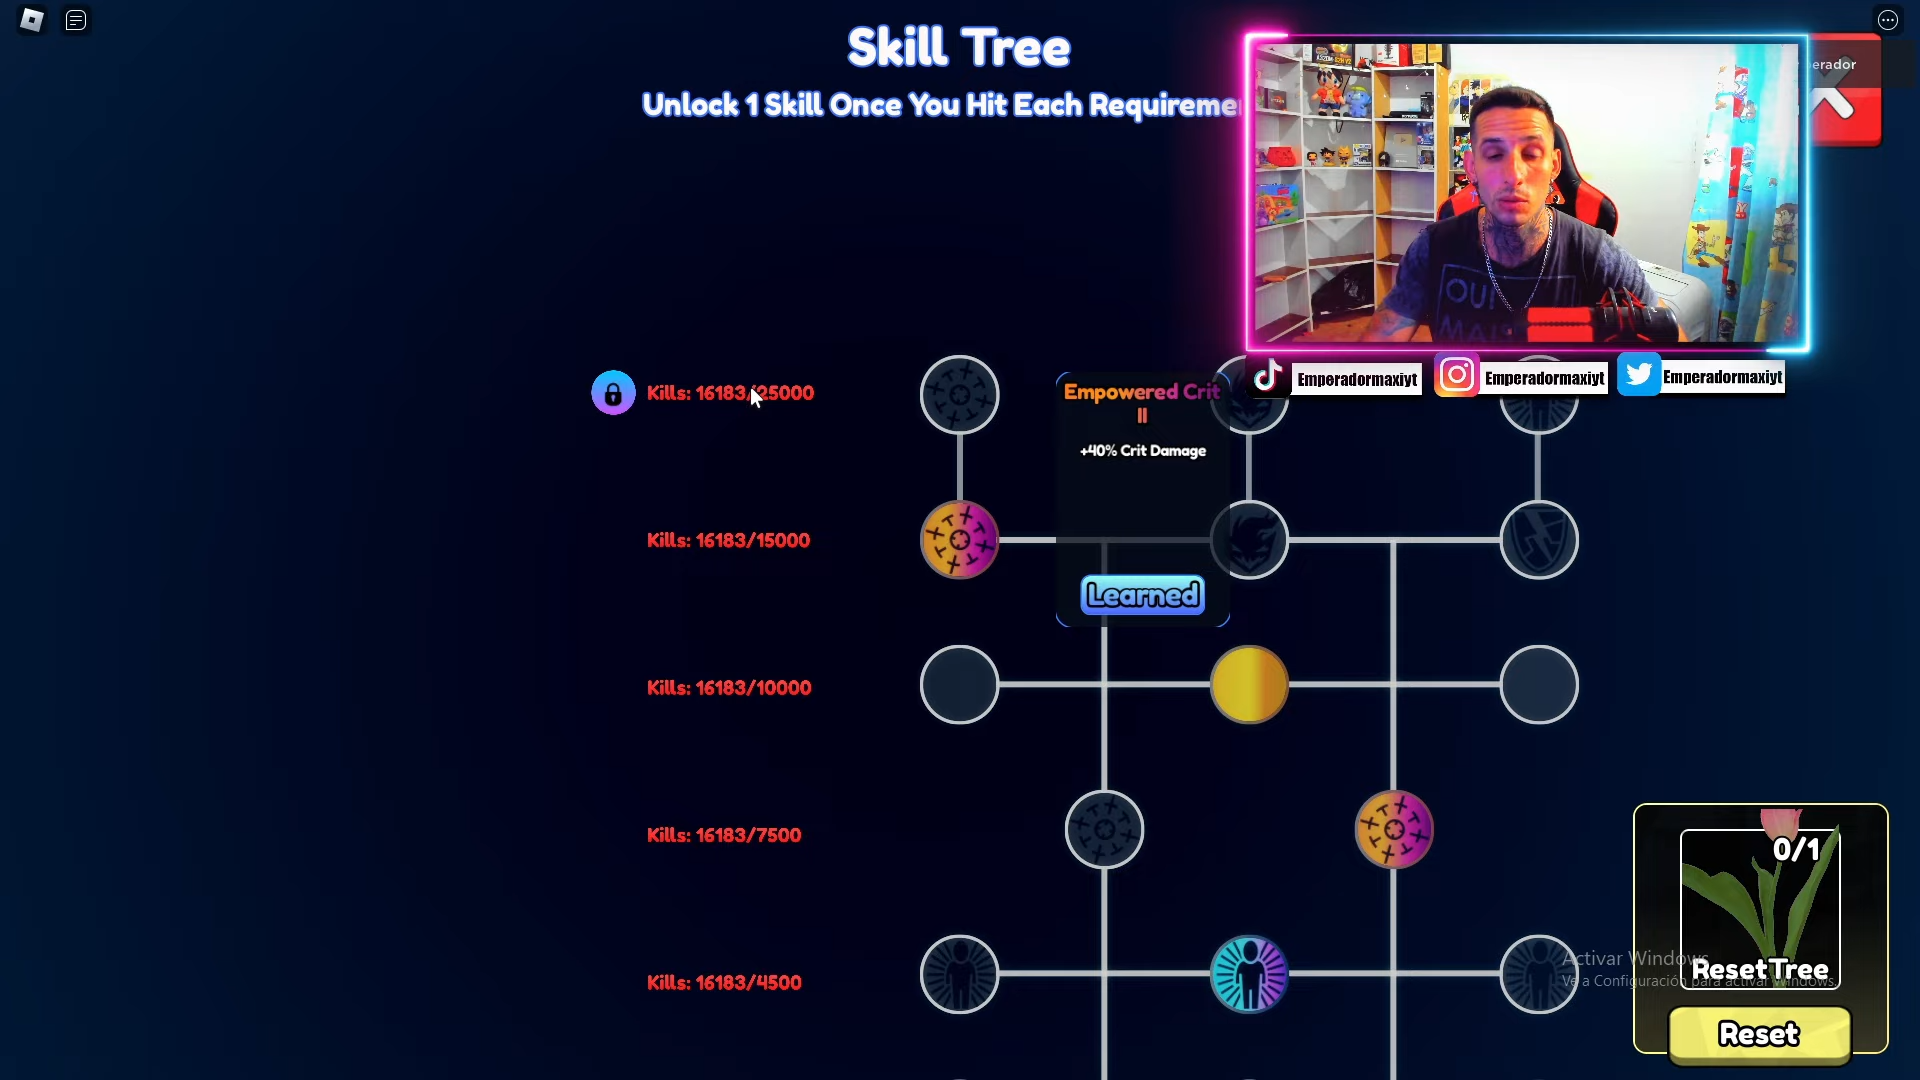 Skill Tree
Unlock 1 Skill Once You Hit Each
erador
Kills: 16183/25000
Empowered Crit
II
+40% Crit Damage
Learned
Emperadormaxiyt
Emperadormaxiyt
Emperadormaxiyt
Kills: 16183/15000
Kills: 16183/10000
Kills: 16183/7500
Kills: 16183/4500
0/1
Activar Windows
Ve a Configuración para activar Windows.
Reset Tree
Reset
OUI
MAIS